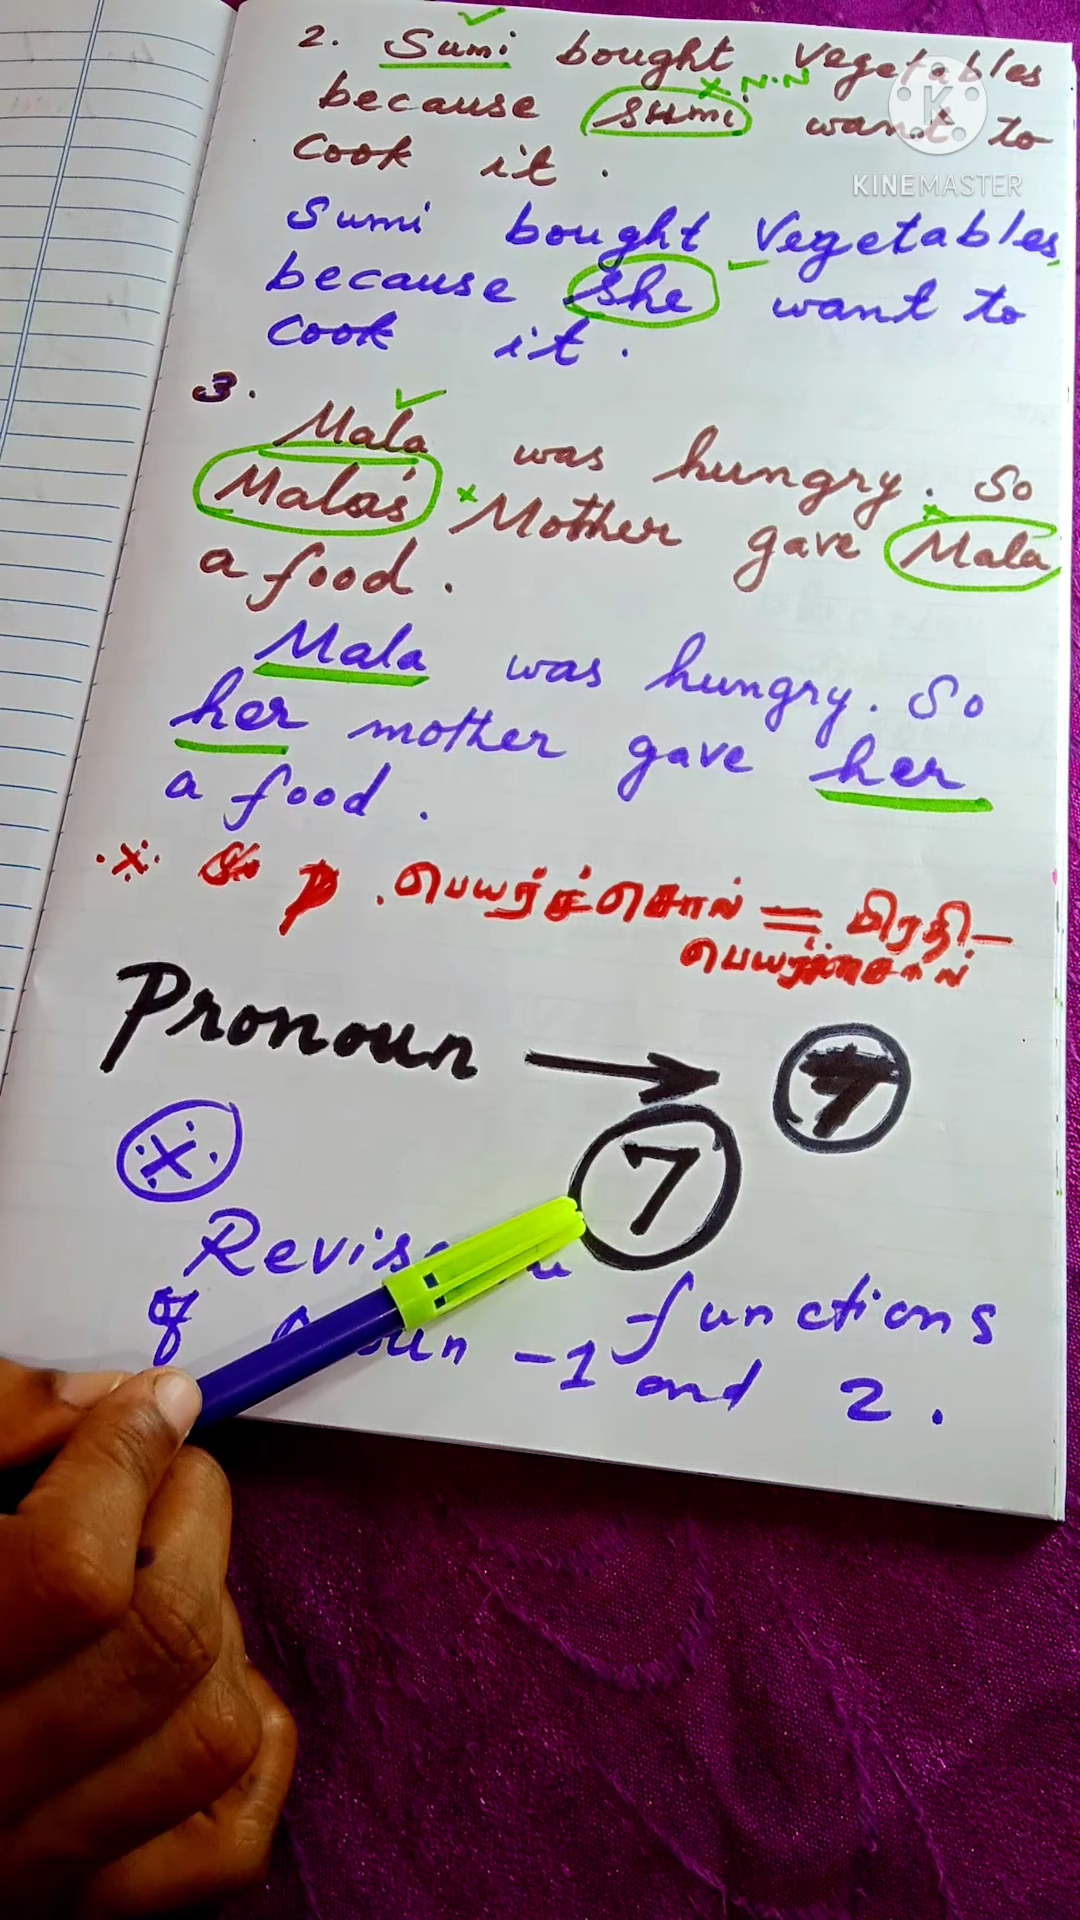 2. Sumi bought vegetables
x N.N
because Sumi want to
cook it.
KINEMASTER
Sumi bought vegetables,
because she want to
cook it.
3.
Mala was hungry. So
Mala's x Mother gave x Mala
a food.
Mala was hungry. So
her mother gave her
a food.
பெயர்ச்சொல் = பிரதி-
பெயர்ச்சொல்
Pronoun → 7
7
functions
of -1 and 2.